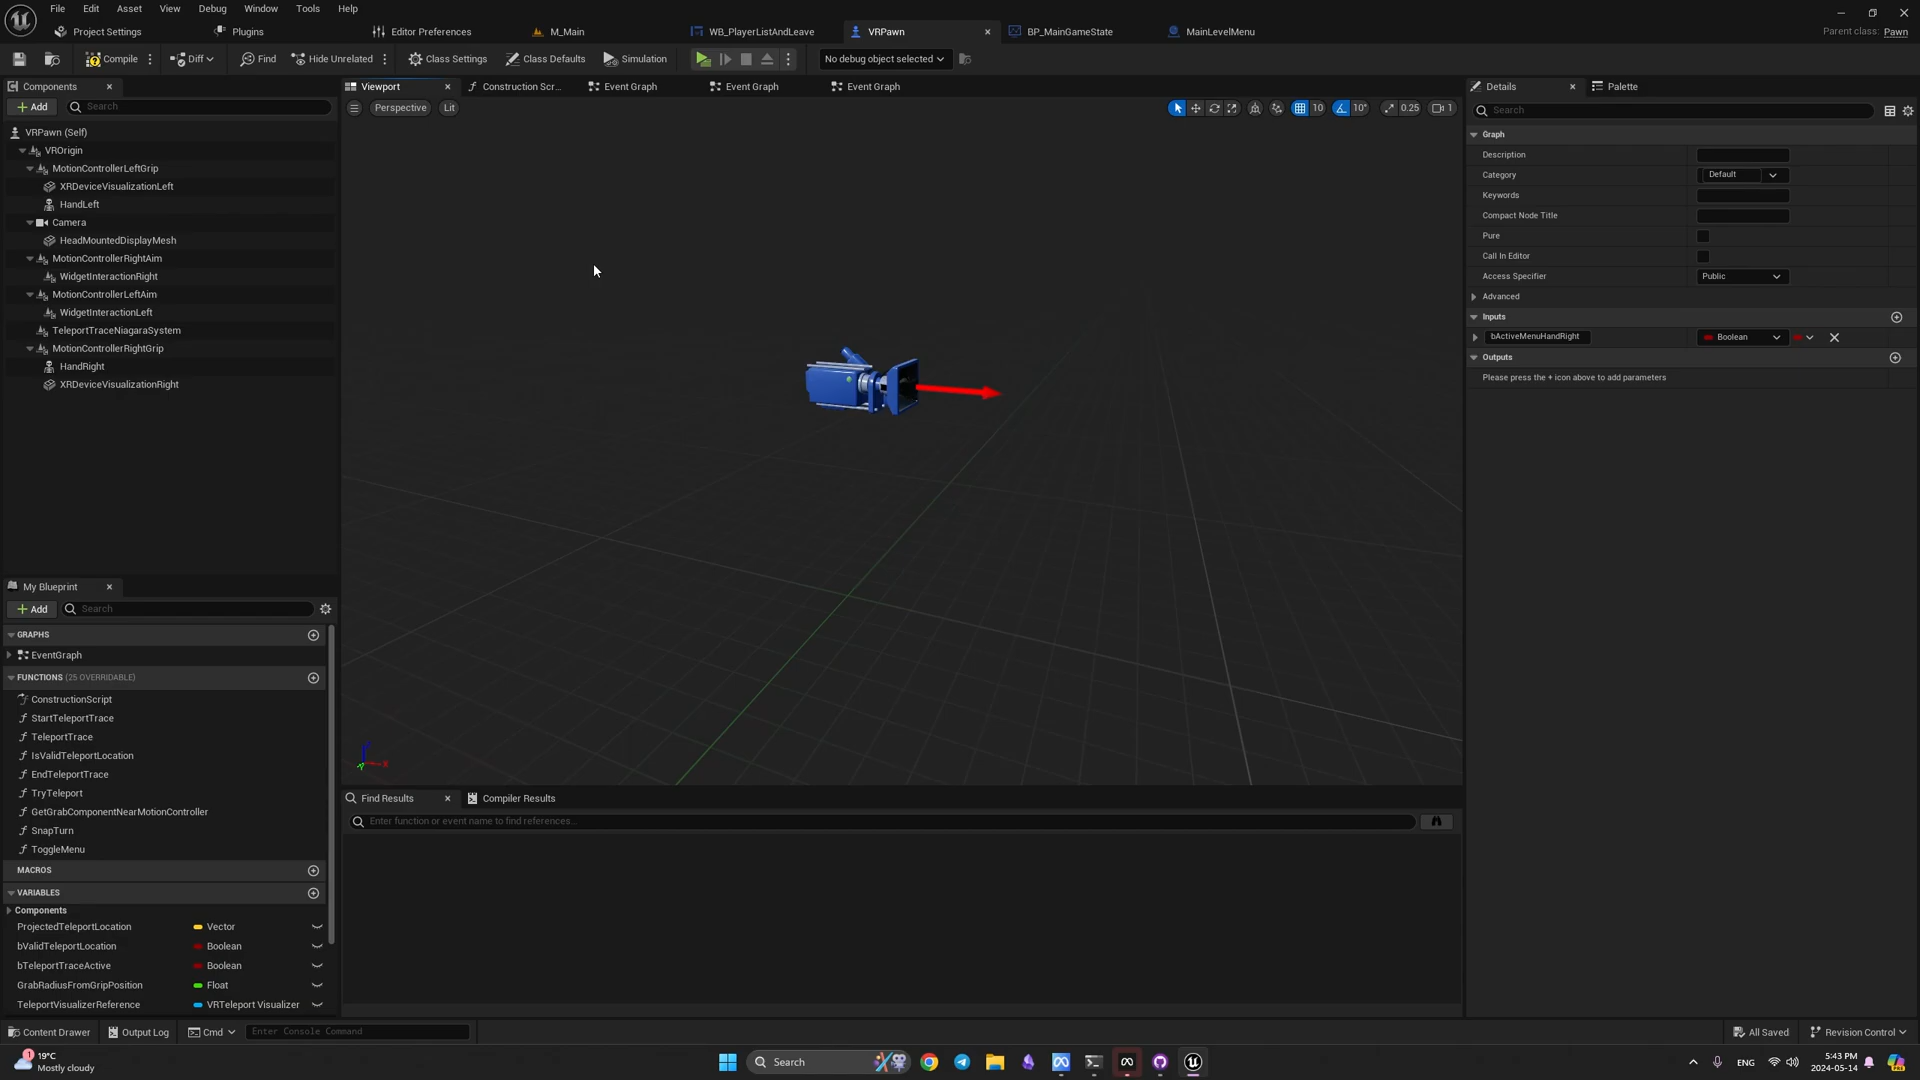 File Edit Asset View Debug Window Tools Help
Project Settings Plugins Editor Preferences M_Main WB_PlayerListAndLeave VRPawn BP_MainGameState MainLevelMenu Parent class: Pawn
Compile Diff Find Hide Unrelated Class Settings Class Defaults Simulation No debug object selected
Components
Add Search
VRPawn (Self)
VROrigin
MotionControllerLeftGrip
XRDeviceVisualizationLeft
HandLeft
Camera
HeadMountedDisplayMesh
MotionControllerRightAim
WidgetInteractionRight
MotionControllerLeftAim
WidgetInteractionLeft
TeleportTraceNiagaraSystem
MotionControllerRightGrip
HandRight
XRDeviceVisualizationRight
My Blueprint
Add Search
GRAPHS
EventGraph
FUNCTIONS (25 OVERRIDABLE)
ConstructionScript
StartTeleportTrace
TeleportTrace
IsValidTeleportLocation
EndTeleportTrace
TryTeleport
GetGrabComponentNearMotionController
SnapTurn
ToggleMenu
MACROS
VARIABLES
Components
ProjectedTeleportLocation Vector
bValidTeleportLocation Boolean
bTeleportTraceActive Boolean
GrabRadiusFromGripPosition Float
TeleportVisualizerReference VRTeleport Visualizer
Viewport Construction Scr... Event Graph Event Graph Event Graph
Perspective Lit 10 10° 0.25 1
Find Results Compiler Results
Enter function or event name to find references...
Details Palette
Search
Graph
Description
Category Default
Keywords
Compact Node Title
Pure
Call In Editor
Access Specifier Public
Advanced
Inputs
bActiveMenuHandRight Boolean
Outputs
Please press the + icon above to add parameters
Content Drawer Output Log Cmd Enter Console Command All Saved Revision Control
1 19°C
Mostly cloudy
Search
ENG
5:43 PM
2024-05-14